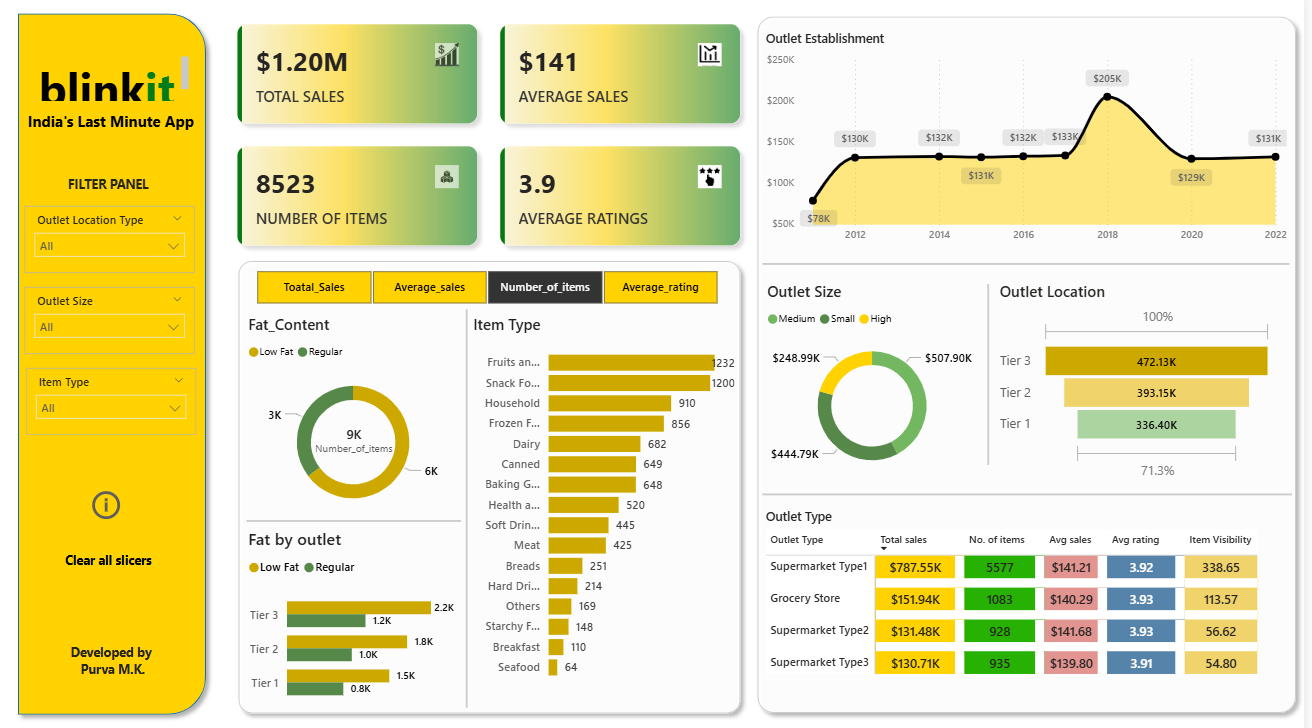 blinkit
India's Last Minute App
FILTER PANEL
Outlet Location Type
All
Outlet Size
All
Item Type
All
Clear all slicers
Developed by
Purva M.K.
$1.20M
TOTAL SALES
$141
AVERAGE SALES
8523
NUMBER OF ITEMS
3.9
AVERAGE RATINGS
Toatal_Sales
Average_sales
Number_of_items
Average_rating
Fat_Content
Low Fat Regular
3K
9K
Number_of_items
6K
Fat by outlet
Low Fat Regular
Tier 3 2.2K
1.2K
Tier 2 1.8K
1.0K
Tier 1 1.5K
0.8K
Item Type
Fruits an... 1232
Snack Fo... 1200
Household 910
Frozen F... 856
Dairy 682
Canned 649
Baking G... 648
Health a... 520
Soft Drin... 445
Meat 425
Breads 251
Hard Dri... 214
Others 169
Starchy F... 148
Breakfast 110
Seafood 64
Outlet Establishment
$250K
$200K
$150K
$100K
$50K
$78K
$130K
$132K
$131K
$132K
$133K
$205K
$129K
$131K
2012 2014 2016 2018 2020 2022
Outlet Size
Medium Small High
$248.99K
$507.90K
$444.79K
Outlet Location
100%
Tier 3 472.13K
Tier 2 393.15K
Tier 1 336.40K
71.3%
Outlet Type
Outlet Type Total sales No. of items Avg sales Avg rating Item Visibility
Supermarket Type1 $787.55K 5577 $141.21 3.92 338.65
Grocery Store $151.94K 1083 $140.29 3.93 113.57
Supermarket Type2 $131.48K 928 $141.68 3.93 56.62
Supermarket Type3 $130.71K 935 $139.80 3.91 54.80